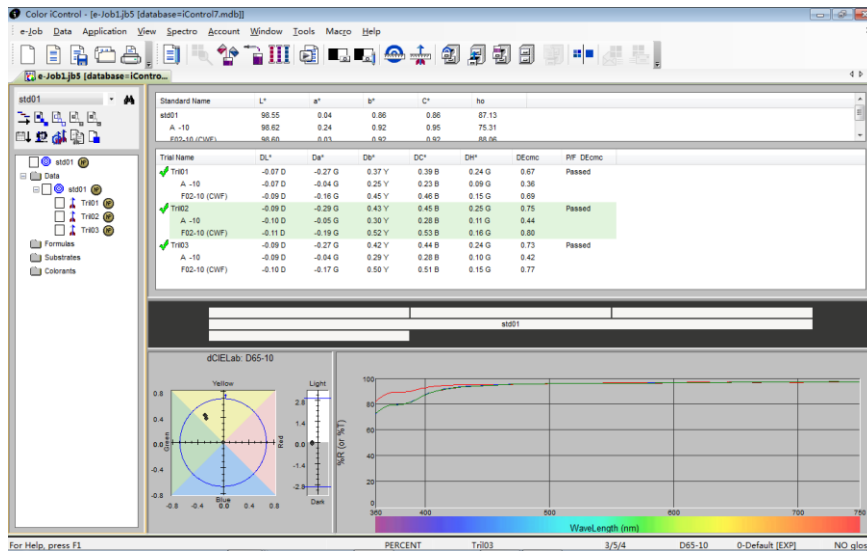 Color iControl - [e-Job1.jb5 [database=iControl7.mdb]]
e-Job Data Application View Spectro Account Window Tools Macro Help
e-Job1.jb5 [database=iContro...
std01
std01
Data
std01
Tril01
Tril02
Tril03
Formulas
Substrates
Colorants
Standard Name L* a* b* C* ho
std01 98.55 0.04 0.86 0.86 87.13
A -10 98.62 0.24 0.92 0.95 75.31
F02-10 (CWF) 98.60 0.03 0.92 0.92 88.06
Trial Name DL* Da* Db* DC* DH* DEcmc P/F DEcmc
Tril01 -0.07 D -0.27 G 0.37 Y 0.39 B 0.24 G 0.67 Passed
A -10 -0.07 D -0.04 G 0.25 Y 0.23 B 0.09 G 0.36
F02-10 (CWF) -0.09 D -0.16 G 0.45 Y 0.46 B 0.15 G 0.69
Tril02 -0.09 D -0.29 G 0.43 Y 0.45 B 0.25 G 0.75 Passed
A -10 -0.10 D -0.05 G 0.30 Y 0.28 B 0.11 G 0.44
F02-10 (CWF) -0.11 D -0.19 G 0.52 Y 0.53 B 0.16 G 0.80
Tril03 -0.09 D -0.27 G 0.42 Y 0.44 B 0.24 G 0.73 Passed
A -10 -0.09 D -0.04 G 0.29 Y 0.28 B 0.10 G 0.42
F02-10 (CWF) -0.10 D -0.17 G 0.50 Y 0.51 B 0.15 G 0.77
std01
dCIELab: D65-10
Yellow
Light
0.8
0.4
0.0
-0.4
-0.8
Green
Red
Blue
-0.8 -0.4 0.0 0.4 0.8
2.8
1.4
0.0
-1.4
-2.8
Dark
%R (or %T)
100
80
60
40
20
0
360 400 500 600 700 750
WaveLength (nm)
For Help, press F1 PERCENT Tril03 3/5/4 D65-10 0-Default [EXP] NO glos